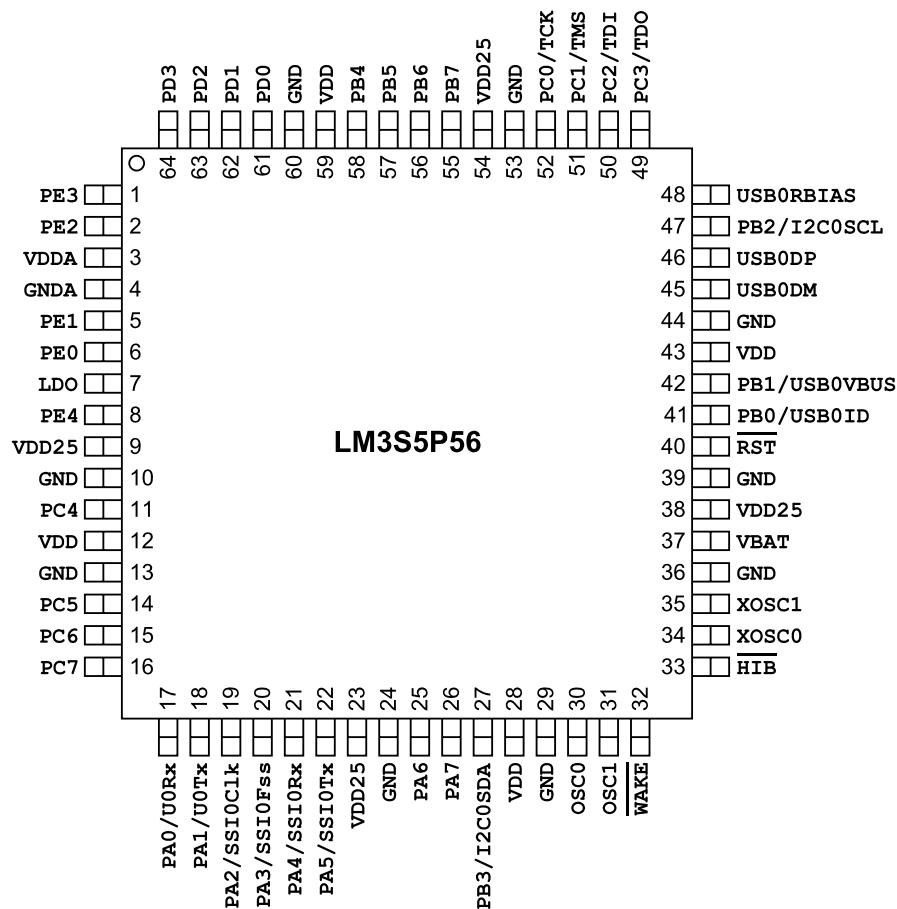 PD3
PD2
PD1
PD0
GND
VDD
PB4
PB5
PB6
PB7
VDD25
GND
PC0/TCK
PC1/TMS
PC2/TDI
PC3/TDO
64
63
62
61
60
59
58
57
56
55
54
53
52
51
50
49
PE3 1
PE2 2
VDDA 3
GNDA 4
PE1 5
PE0 6
LDO 7
PE4 8
VDD25 9
GND 10
PC4 11
VDD 12
GND 13
PC5 14
PC6 15
PC7 16
LM3S5P56
48 USB0RBIAS
47 PB2/I2C0SCL
46 USB0DP
45 USB0DM
44 GND
43 VDD
42 PB1/USB0VBUS
41 PB0/USB0ID
40 RST
39 GND
38 VDD25
37 VBAT
36 GND
35 XOSC1
34 XOSC0
33 HIB
17
18
19
20
21
22
23
24
25
26
27
28
29
30
31
32
PA0/U0Rx
PA1/U0Tx
PA2/SSI0Clk
PA3/SSI0Fss
PA4/SSI0Rx
PA5/SSI0Tx
VDD25
GND
PA6
PA7
PB3/I2C0SDA
VDD
GND
OSC0
OSC1
WAKE